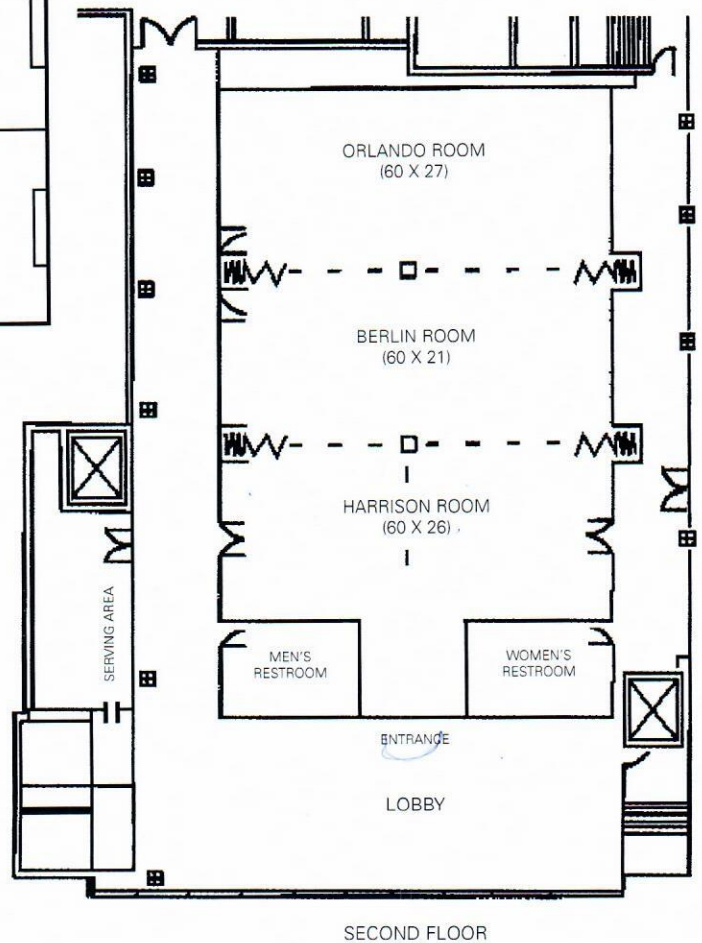 ORLANDO ROOM
(60 X 27)
BERLIN ROOM
(60 X 21)
HARRISON ROOM
(60 X 26)
SERVING AREA
MEN'S
RESTROOM
WOMEN'S
RESTROOM
ENTRANCE
LOBBY
SECOND FLOOR